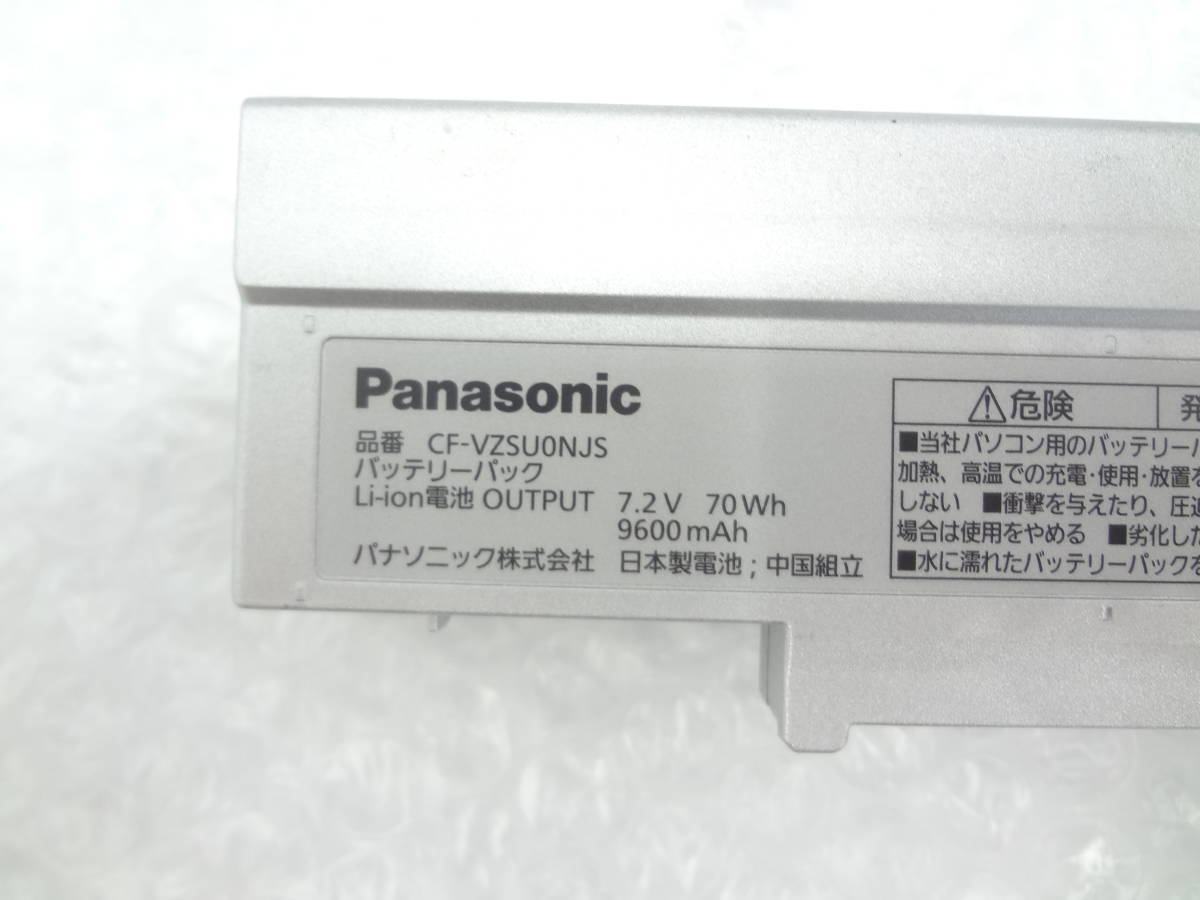 Panasonic
品番 CF-VZSU0NJS
バッテリーパック
Li-ion電池 OUTPUT 7.2V 70Wh
9600mAh
パナソニック株式会社 日本製電池;中国組立
⚠危険 発
■当社パソコン用のバッテリーパ
加熱、高温での充電・使用・放置を
しない ■衝撃を与えたり、圧迫
場合は使用をやめる ■劣化した
■水に濡れたバッテリーパックを